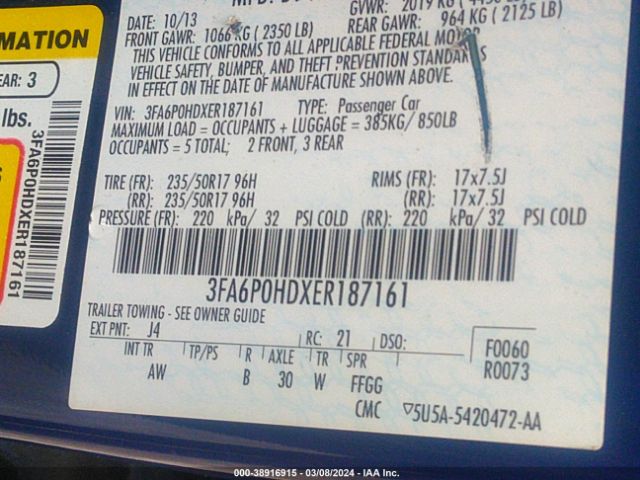 DATE: 10/13
GVWR: 2019 KG
FRONT GAWR: 1066 KG ( 2350 LB)
REAR GAWR: 964 KG ( 2125 LB)
THIS VEHICLE CONFORMS TO ALL APPLICABLE FEDERAL MOTOR
VEHICLE SAFETY, BUMPER, AND THEFT PREVENTION STANDARDS
IN EFFECT ON THE DATE OF MANUFACTURE SHOWN ABOVE.
VIN: 3FA6P0HDXER187161 TYPE: Passenger Car
MAXIMUM LOAD = OCCUPANTS + LUGGAGE = 385KG/ 850LB
OCCUPANTS = 5 TOTAL; 2 FRONT, 3 REAR
TIRE (FR): 235/50R17 96H RIMS (FR): 17x7.5J
(RR): 235/50R17 96H (RR): 17x7.5J
PRESSURE (FR): 220 kPa/ 32 PSI COLD (RR): 220 kPa/ 32 PSI COLD
3FA6P0HDXER187161
TRAILER TOWING - SEE OWNER GUIDE
EXT PNT: J4 RC: 21 DSO:
INT TR TP/PS R AXLE TR SPR
AW B 30 W FFGG
F0060
R0073
CMC ▽5U5A-5420472-AA
MATION
EAR: 3
lbs.
3FA6P0HDXER187161
000-38916915 - 03/08/2024 - IAA Inc.